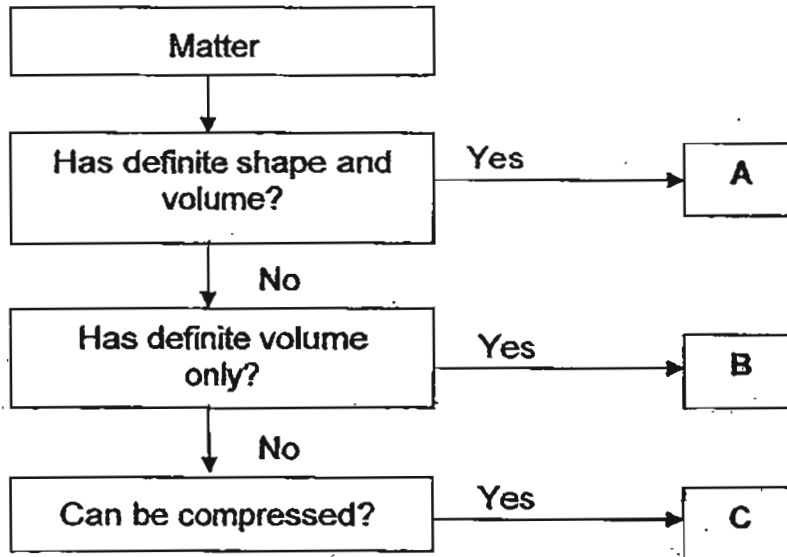 Matter
Has definite shape and
volume?
Yes
A
No
Has definite volume
only?
Yes
B
No
Can be compressed?
Yes
C